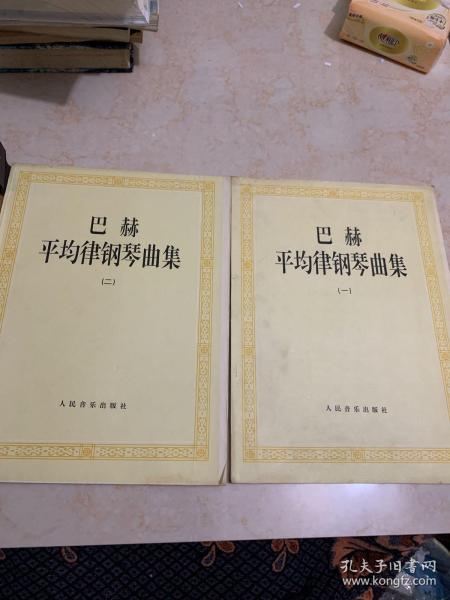 巴赫
平均律钢琴曲集
(二)
人民音乐出版社
巴赫
平均律钢琴曲集
(一)
人民音乐出版社
孔夫子旧书网
www.kongfz.com